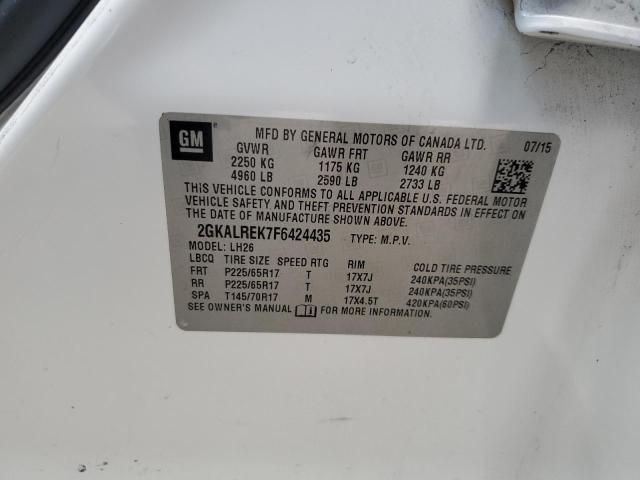 GM
MFD BY GENERAL MOTORS OF CANADA LTD. 07/15
GVWR GAWR FRT GAWR RR
2250 KG 1175 KG 1240 KG
4960 LB 2590 LB 2733 LB
THIS VEHICLE CONFORMS TO ALL APPLICABLE U.S. FEDERAL MOTOR
VEHICLE SAFETY AND THEFT PREVENTION STANDARDS IN EFFECT ON
THE DATE OF MANUFACTURE SHOWN ABOVE.
2GKALREK7F6424435 TYPE: M.P.V.
MODEL: LH26
LBCQ TIRE SIZE SPEED RTG RIM COLD TIRE PRESSURE
FRT P225/65R17 T 17X7J 240KPA(35PSI)
RR P225/65R17 T 17X7J 240KPA(35PSI)
SPA T145/70R17 M 17X4.5T 420KPA(60PSI)
SEE OWNER'S MANUAL FOR MORE INFORMATION